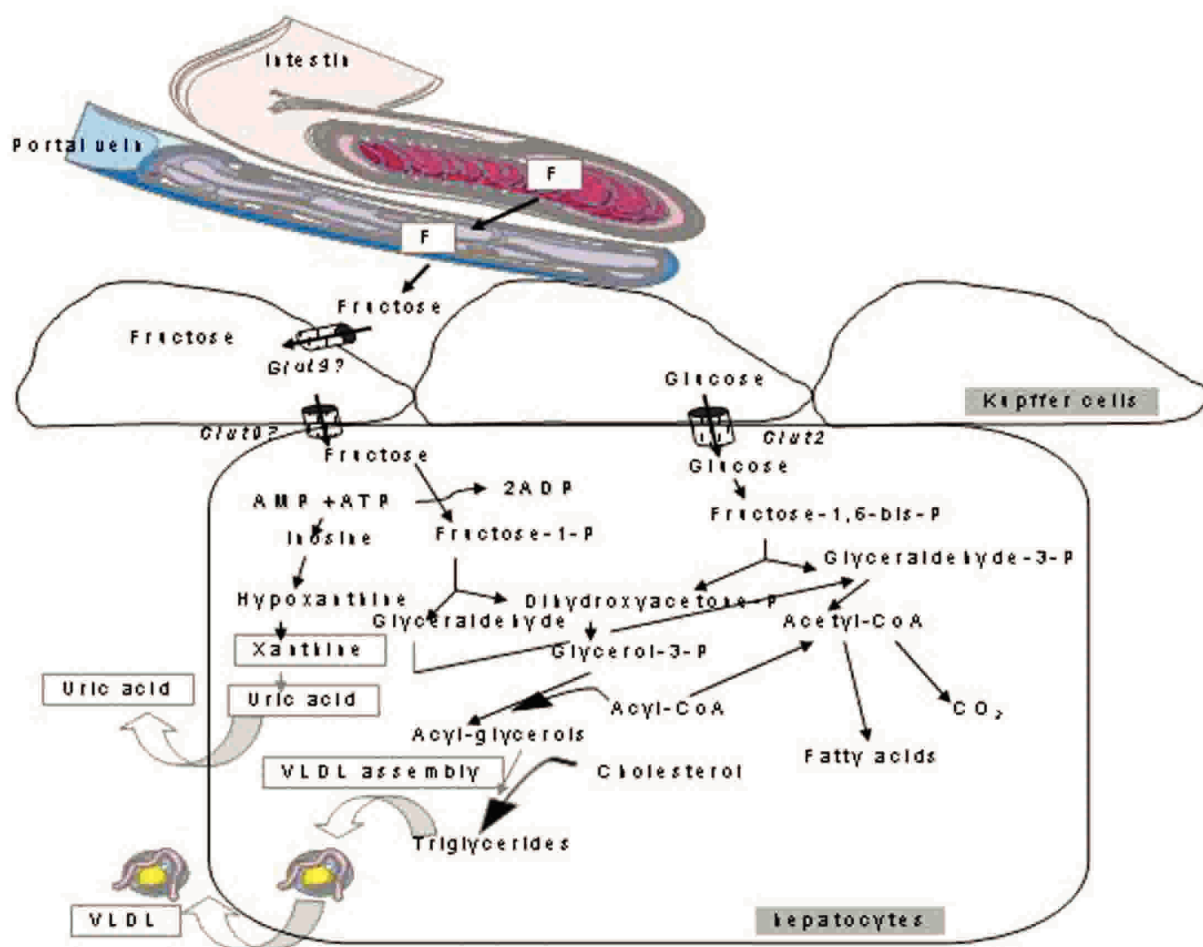 Intestin
Portal vein
F
F
Fructose
Fructose
Glut9?
Glucose
Kupffer cells
Glut2
Fructose
Glucose
AMP +ATP
2ADP
Fructose-1,6-bis-P
Inosine
Fructose-1-P
Glyceraldehyde-3-P
Hypoxanthine
Dihydroxyacetone-P
Glyceraldehyde
Acetyl-CoA
Xanthine
Glycerol-3-P
Uric acid
Uric acid
Acyl-CoA
CO₂
Acyl-glycerols
Fatty acids
VLDL assembly
Cholesterol
Triglycerides
VLDL
hepatocytes